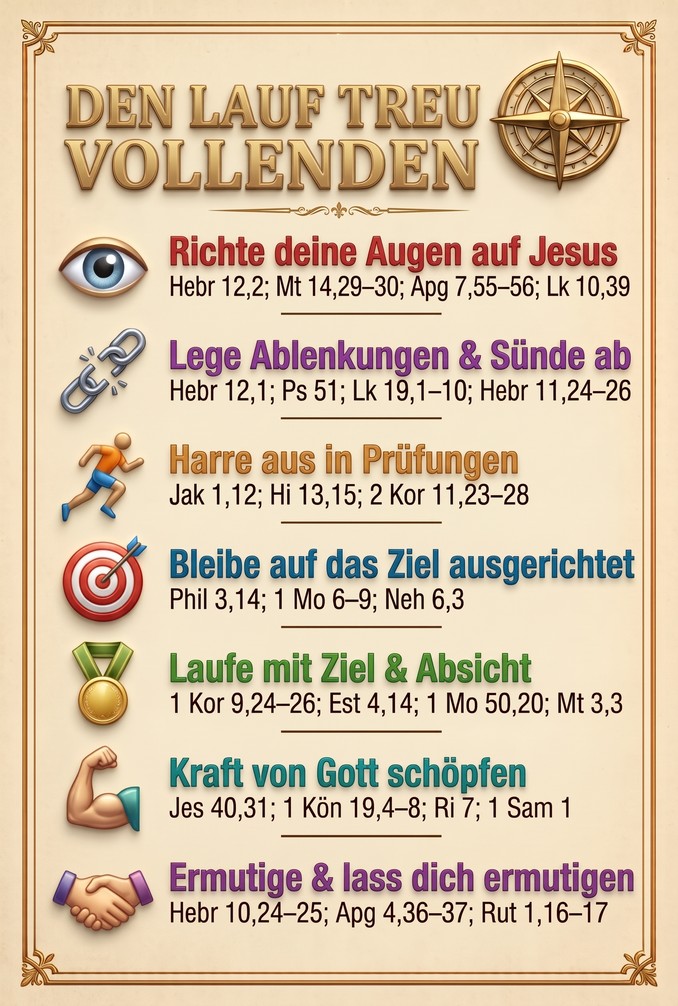 DEN LAUF TREU
VOLLENDEN
Richte deine Augen auf Jesus
Hebr 12,2; Mt 14,29–30; Apg 7,55–56; Lk 10,39
Lege Ablenkungen & Sünde ab
Hebr 12,1; Ps 51; Lk 19,1–10; Hebr 11,24–26
Harre aus in Prüfungen
Jak 1,12; Hi 13,15; 2 Kor 11,23–28
Bleibe auf das Ziel ausgerichtet
Phil 3,14; 1 Mo 6–9; Neh 6,3
Laufe mit Ziel & Absicht
1 Kor 9,24–26; Est 4,14; 1 Mo 50,20; Mt 3,3
Kraft von Gott schöpfen
Jes 40,31; 1 Kön 19,4–8; Ri 7; 1 Sam 1
Ermutige & lass dich ermutigen
Hebr 10,24–25; Apg 4,36–37; Rut 1,16–17